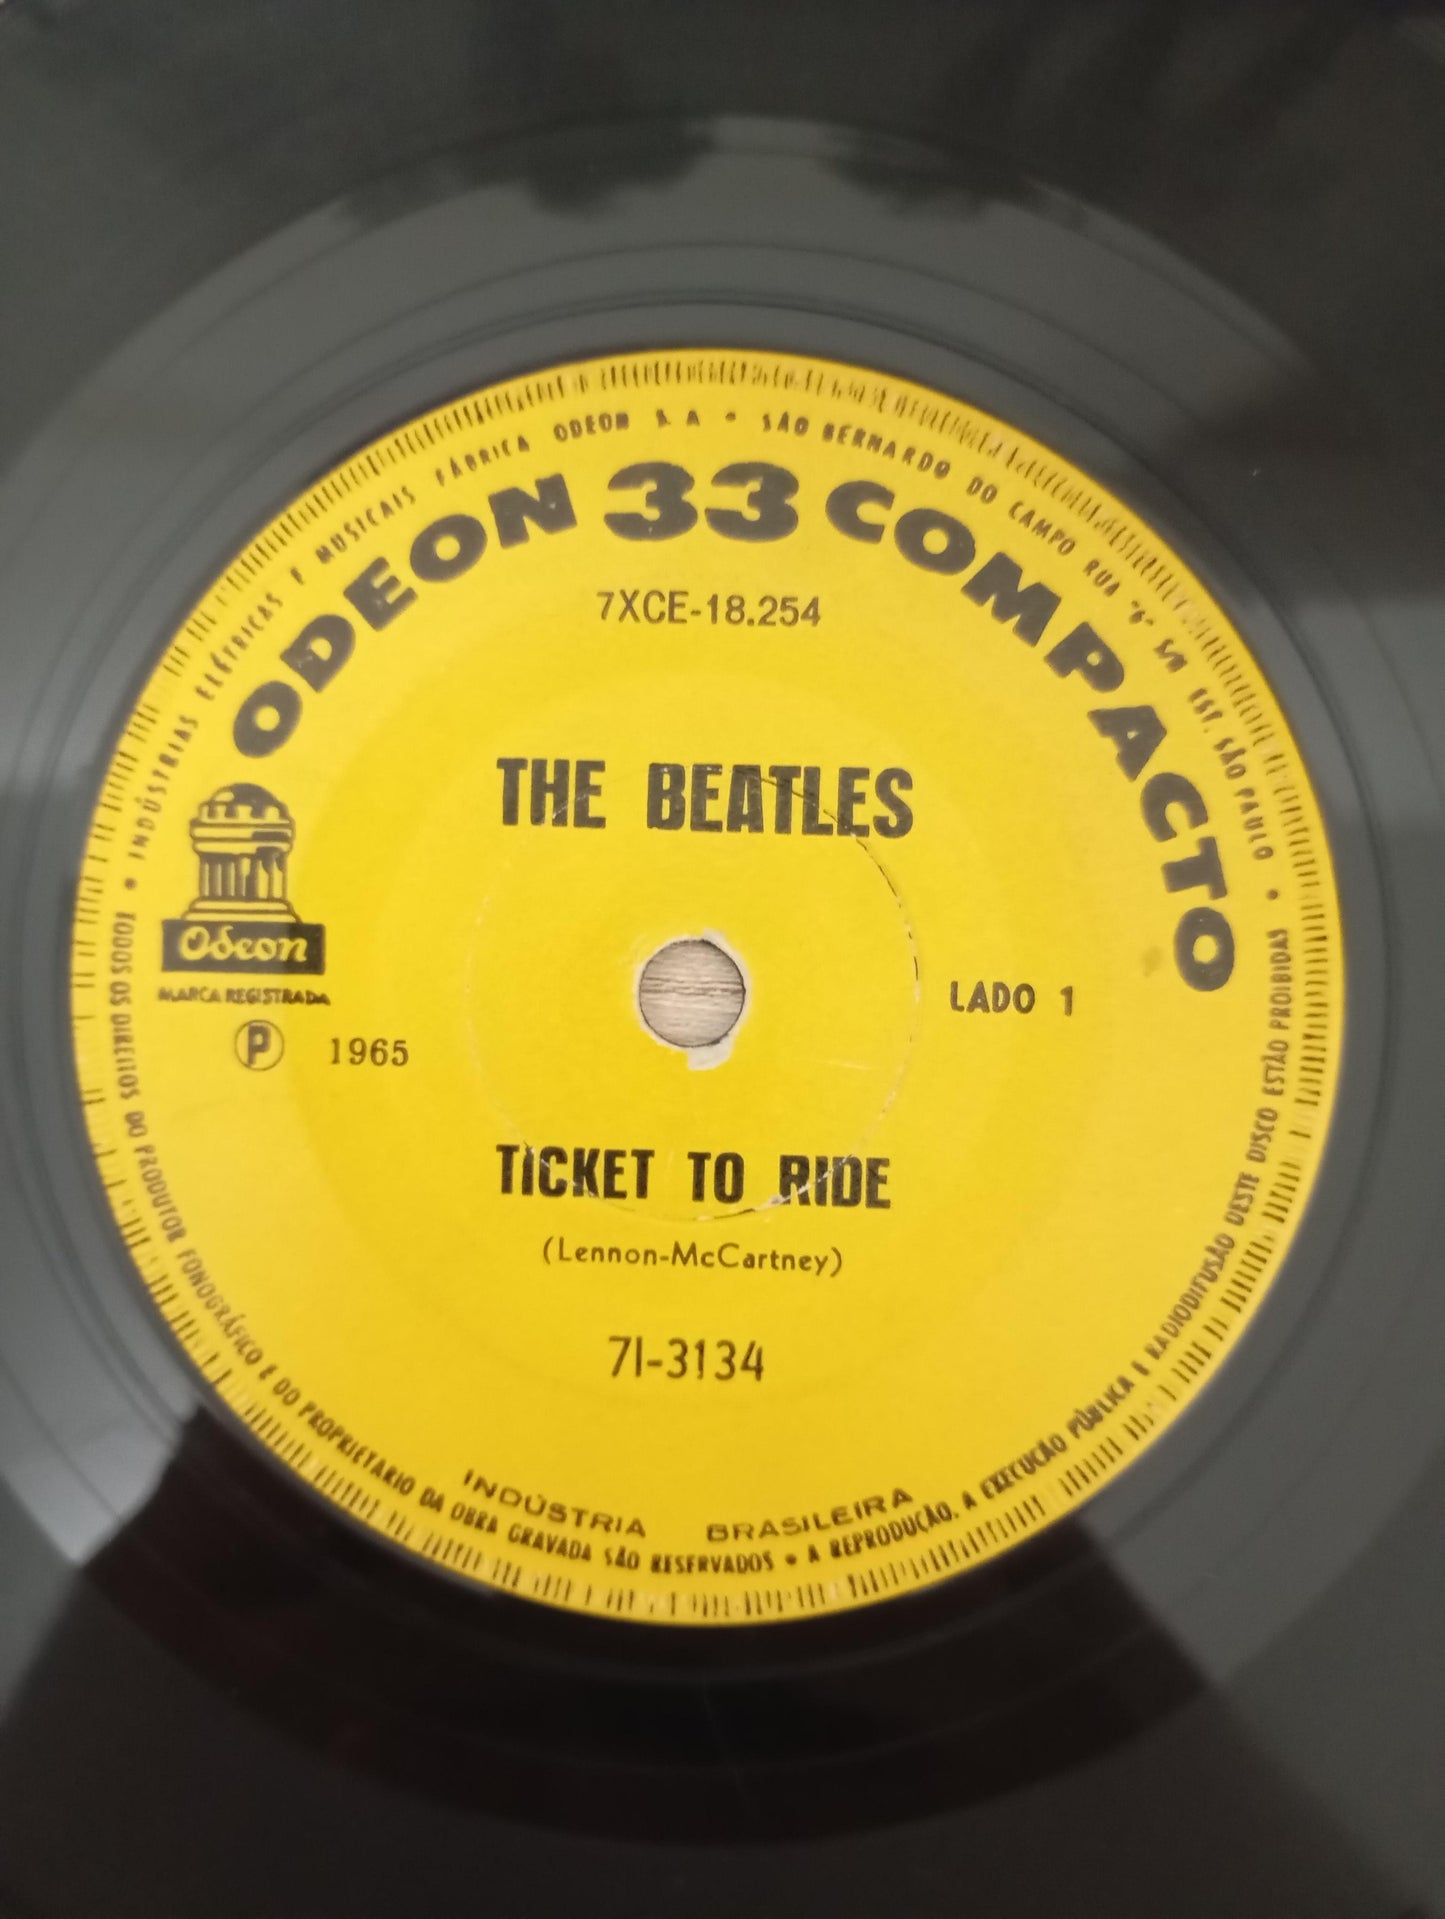 INDÚSTRIAS ELÉTRICAS E MUSICAIS FÁBRICA ODEON S. A. • SÃO BERNARDO DO CAMPO RUA "6" S/N EST. SÃO PAULO •
ODEON 33 COMPACTO
7XCE-18.254
THE BEATLES
Odeon
MARCA REGISTRADA
LADO 1
P 1965
TICKET TO RIDE
(Lennon-McCartney)
7I-3134
INDÚSTRIA BRASILEIRA
TODOS OS DIREITOS DO PRODUTOR FONOGRÁFICO E DO PROPRIETARIO DA OBRA GRAVADA SÃO RESERVADOS • A REPRODUÇÃO, A EXECUÇÃO PÚBLICA E RADIODIFUSÃO DESTE DISCO ESTÃO PROIBIDAS •